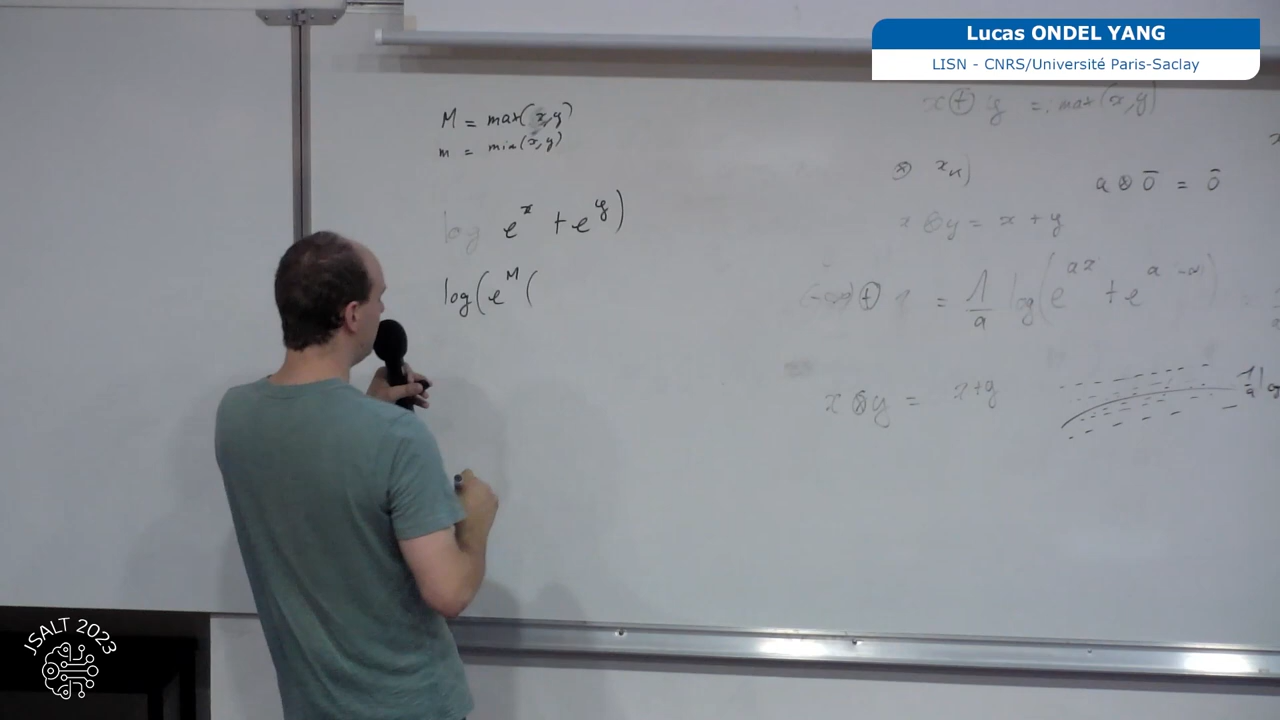 Lucas ONDEL YANG
LISN - CNRS/Université Paris-Saclay
M = max(x,y)
m = min(x,y)
log e^x + e^y)
log(e^M (
x ⊕ y = max(x,y)
a ⊗ 0̄ = 0̄
x ⊗ y = x + y
(-∞) ⊕ 1 = 1/a log(e^{ax} + e^{a -∞})
x ⊗ y = x+y
JSALT 2023